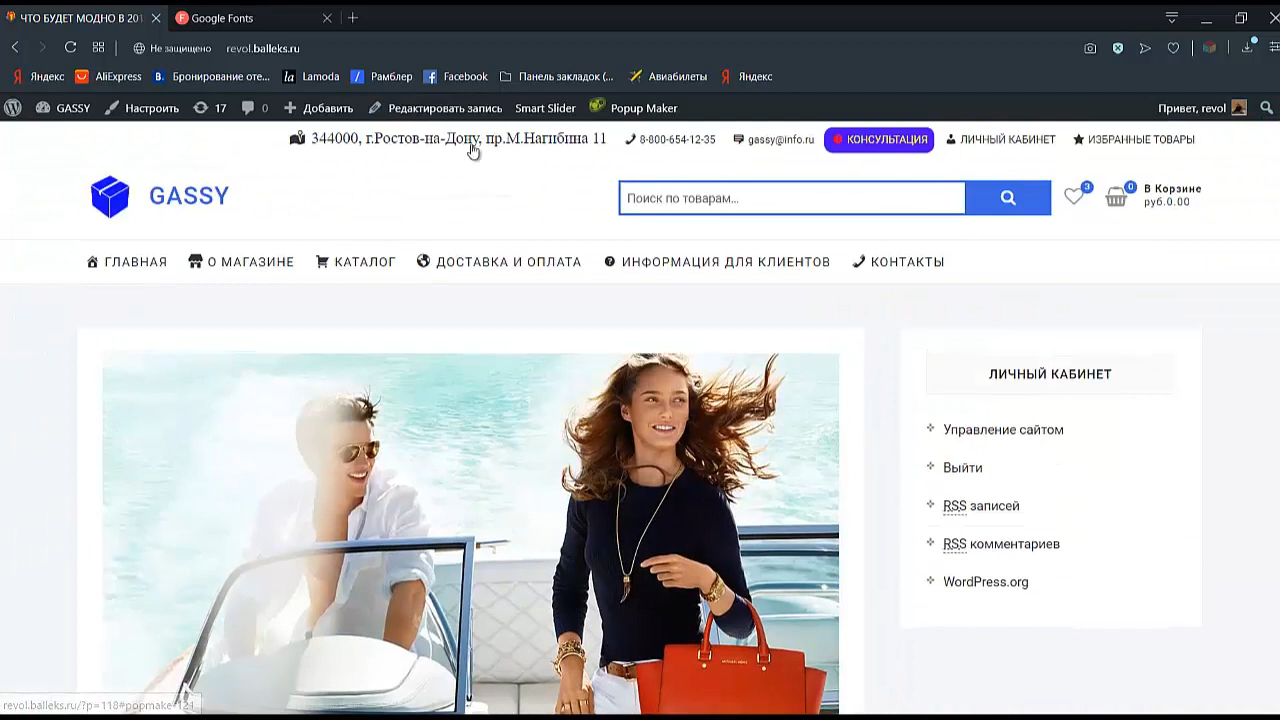 ЧТО БУДЕТ МОДНО В 201
Google Fonts
Не защищено revol.balleks.ru
Яндекс AliExpress Бронирование оте... Lamoda Рамблер Facebook Панель закладок (... Авиабилеты Яндекс
GASSY Настроить 17 0 Добавить Редактировать запись Smart Slider Popup Maker Привет, revol
344000, г.Ростов-на-Дону, пр.М.Нагибина 11 8-800-654-12-35 gassy@info.ru КОНСУЛЬТАЦИЯ ЛИЧНЫЙ КАБИНЕТ ИЗБРАННЫЕ ТОВАРЫ
GASSY
Поиск по товарам...
3
0
В Корзине
руб.0.00
ГЛАВНАЯ О МАГАЗИНЕ КАТАЛОГ ДОСТАВКА И ОПЛАТА ИНФОРМАЦИЯ ДЛЯ КЛИЕНТОВ КОНТАКТЫ
ЛИЧНЫЙ КАБИНЕТ
Управление сайтом
Выйти
RSS записей
RSS комментариев
WordPress.org